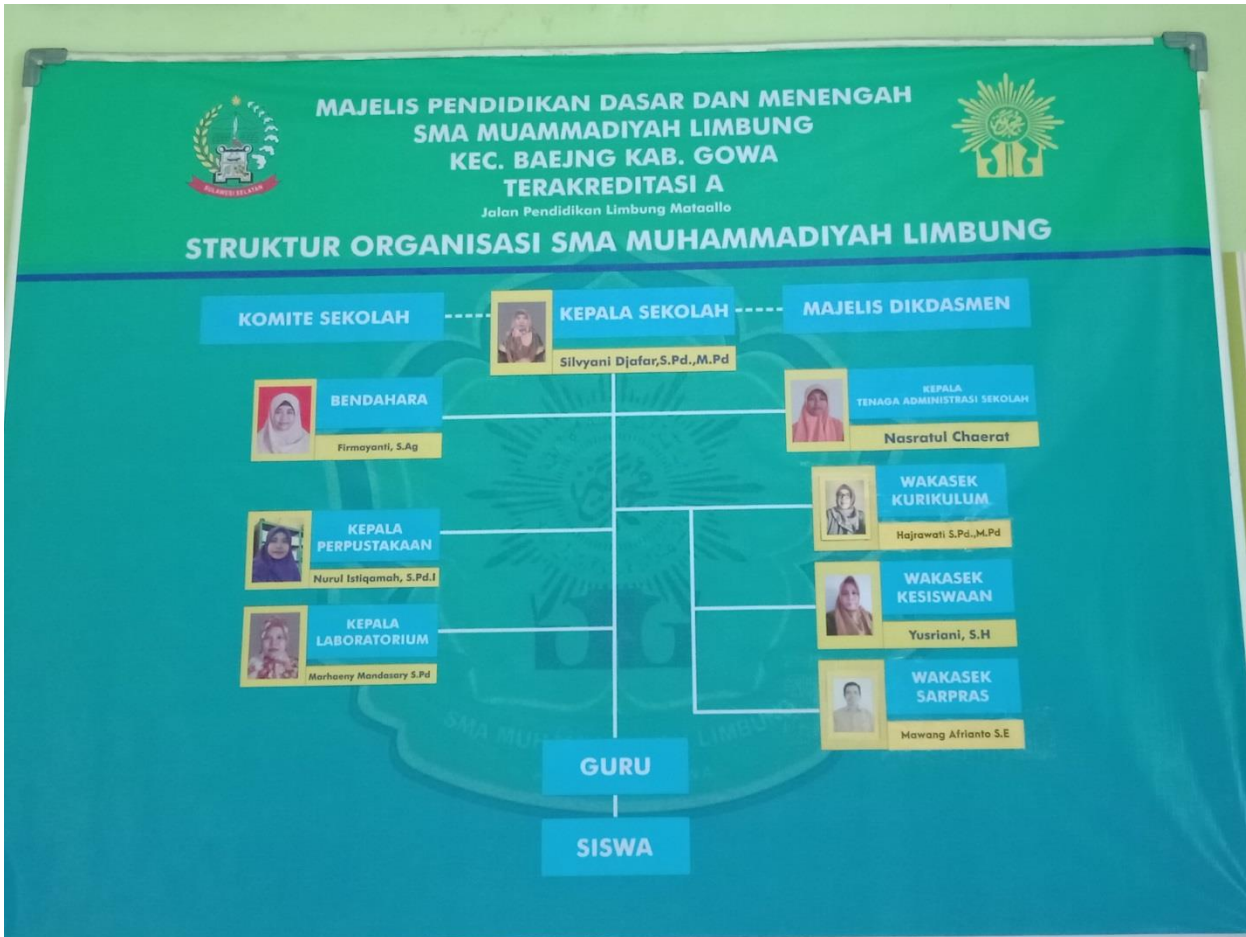 MAJELIS PENDIDIKAN DASAR DAN MENENGAH
SMA MUAMMADIYAH LIMBUNG
KEC. BAEJNG KAB. GOWA
TERAKREDITASI A
Jalan Pendidikan Limbung Mataallo
SULAWESI SELATAN
STRUKTUR ORGANISASI SMA MUHAMMADIYAH LIMBUNG
KOMITE SEKOLAH
KEPALA SEKOLAH
Silvyani Djafar,S.Pd.,M.Pd
MAJELIS DIKDASMEN
BENDAHARA
Firmayanti, S.Ag
KEPALA
TENAGA ADMINISTRASI SEKOLAH
Nasratul Chaerat
WAKASEK
KURIKULUM
Hajrawati S.Pd.,M.Pd
KEPALA
PERPUSTAKAAN
Nurul Istiqamah, S.Pd.I
WAKASEK
KESISWAAN
Yusriani, S.H
KEPALA
LABORATORIUM
Marhaeny Mandasary S.Pd
WAKASEK
SARPRAS
Mawang Afrianto S.E
GURU
SISWA